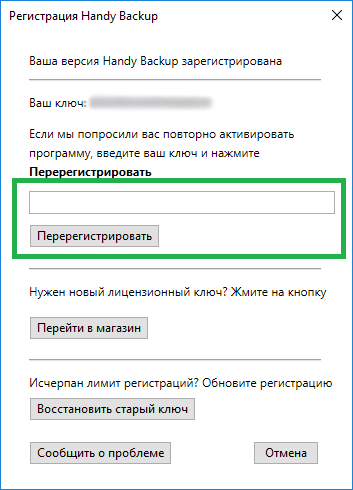 Регистрация Handy Backup
Ваша версия Handy Backup зарегистрирована
Ваш ключ:
Если мы попросили вас повторно активировать
программу, введите ваш ключ и нажмите
Перерегистрировать
Перерегистрировать
Нужен новый лицензионный ключ? Жмите на кнопку
Перейти в магазин
Исчерпан лимит регистраций? Обновите регистрацию
Восстановить старый ключ
Сообщить о проблеме
Отмена